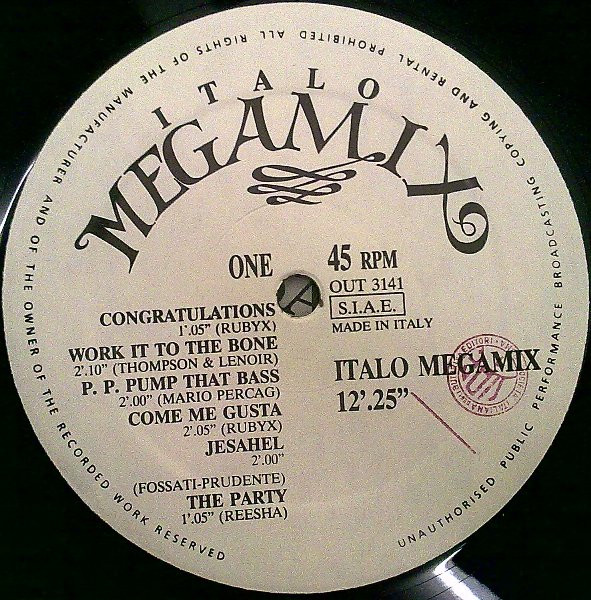 ALL RIGHTS OF THE MANUFACTURER AND OF THE OWNER OF THE RECORDED WORK RESERVED
UNAUTHORISED PUBLIC PERFORMANCE BROADCASTING COPYING AND RENTAL PROHIBITED
ITALO
MEGAMIX
ONE
45 RPM
OUT 3141
S.I.A.E.
MADE IN ITALY
CONGRATULATIONS
1'.05" (RUBYX)
WORK IT TO THE BONE
2'.10" (THOMPSON & LENOIR)
P. P. PUMP THAT BASS
2'.00" (MARIO PERCAG)
COME ME GUSTA
2'.05" (RUBYX)
JESAHEL
2'.00"
(FOSSATI-PRUDENTE)
THE PARTY
1'.05" (REESHA)
ITALO MEGAMIX
12'.25"
A